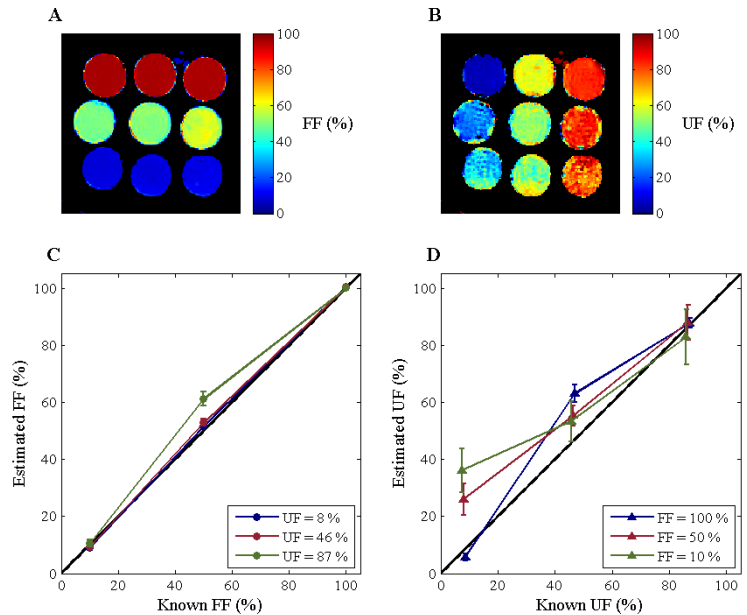 A
100
80
60
40
20
0
FF (%)
B
100
80
60
40
20
0
UF (%)
C
100
80
60
40
20
0
0 20 40 60 80 100
Estimated FF (%)
Known FF (%)
UF = 8 %
UF = 46 %
UF = 87 %
D
100
80
60
40
20
0
0 20 40 60 80 100
Estimated UF (%)
Known UF (%)
FF = 100 %
FF = 50 %
FF = 10 %